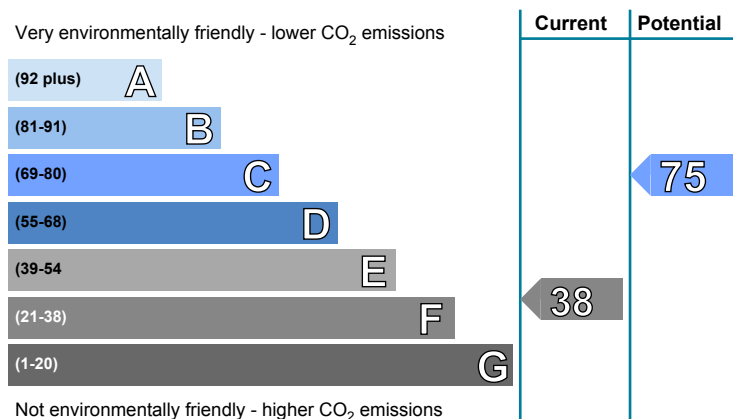 Very environmentally friendly - lower CO₂ emissions
Current
Potential
(92 plus) A
(81-91) B
(69-80) C
75
(55-68) D
(39-54 E
38
(21-38) F
(1-20) G
Not environmentally friendly - higher CO₂ emissions